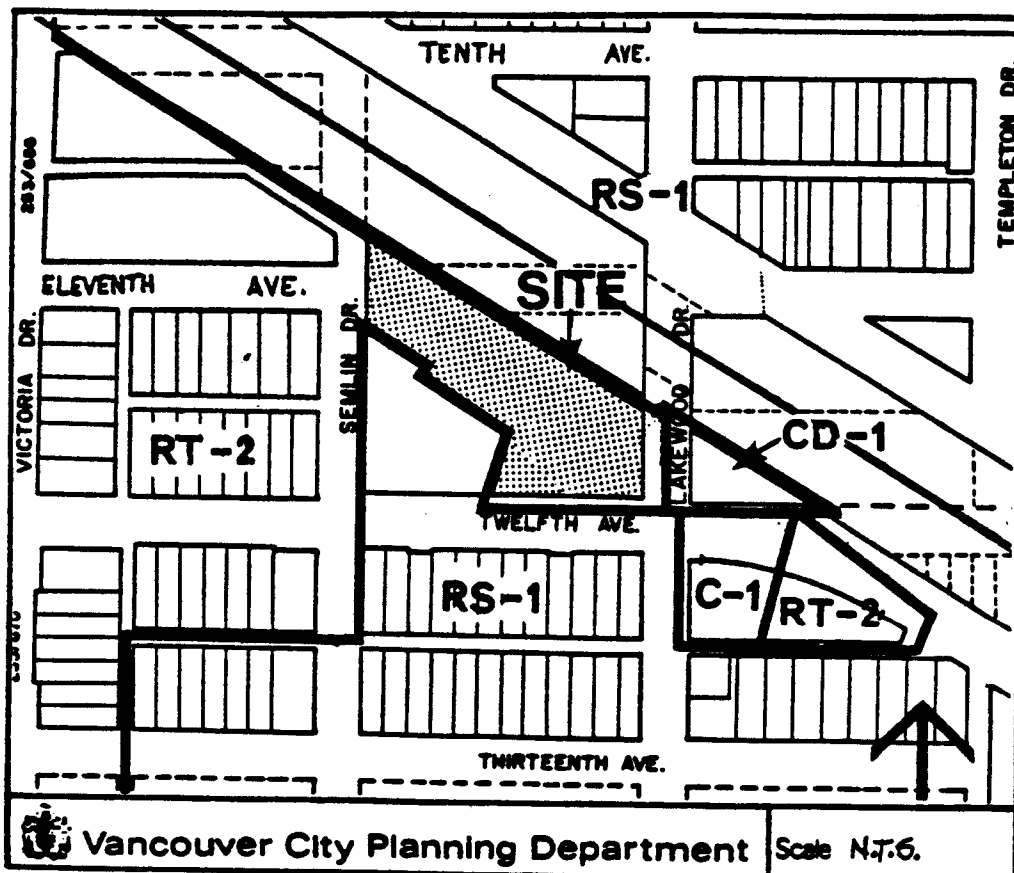 TENTH AVE.
TEMPLETON DR.
RS-1
ELEVENTH AVE.
SITE
VICTORIA DR.
SEMLIN DR.
LAKEWOOD DR.
RT-2
CD-1
TWELFTH AVE.
RS-1
C-1
RT-2
THIRTEENTH AVE.
Vancouver City Planning Department
Scale N.T.S.